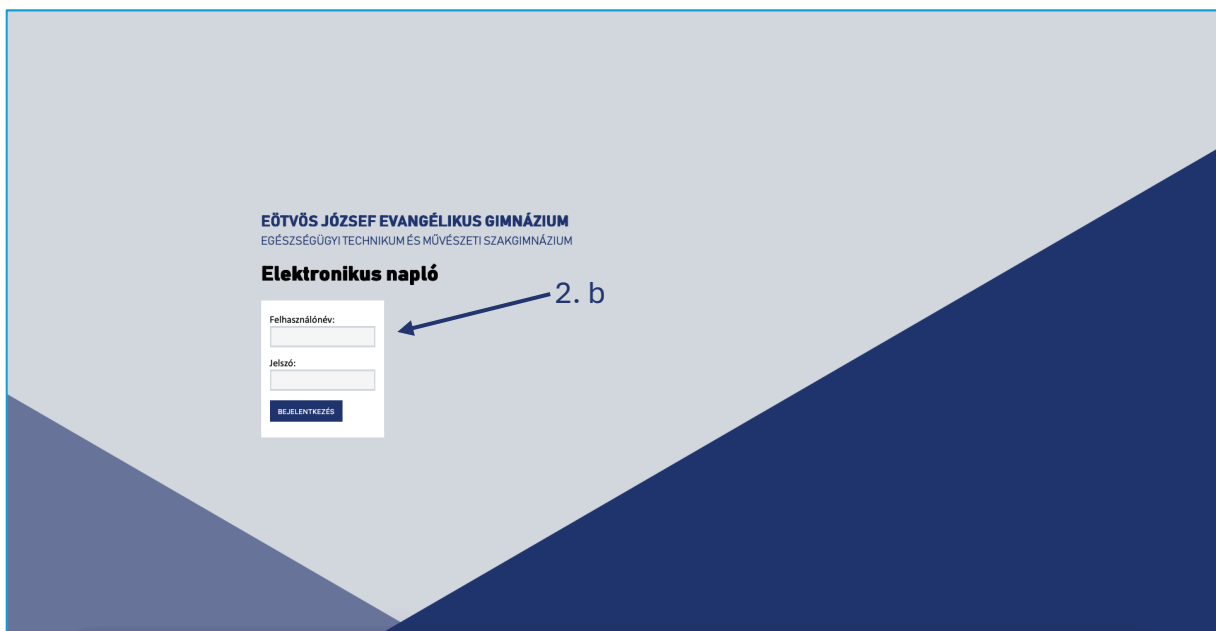 EÖTVÖS JÓZSEF EVANGÉLIKUS GIMNÁZIUM
EGÉSZSÉGÜGYI TECHNIKUM ÉS MŰVÉSZETI SZAKGIMNÁZIUM
Elektronikus napló
2. b
Felhasználónév:
Jelszó:
BEJELENTKEZÉS